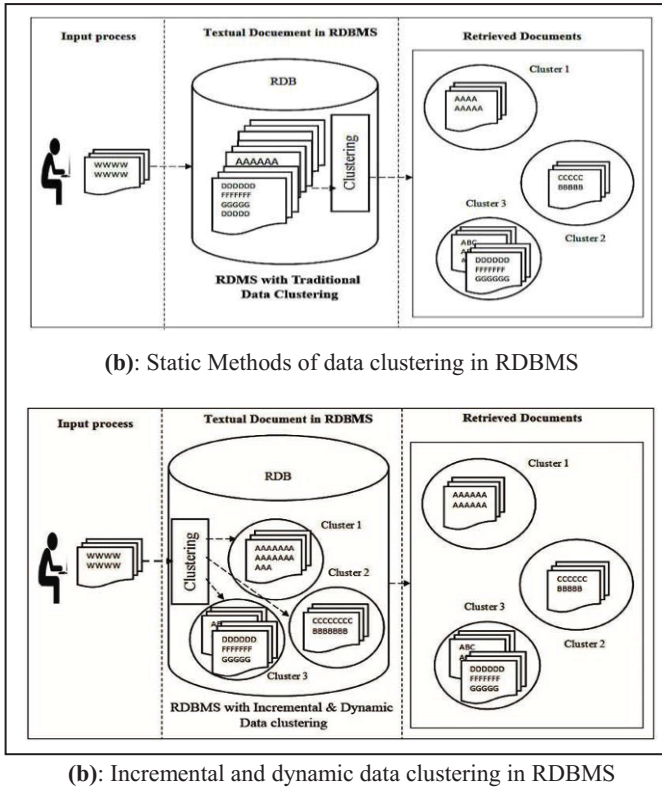 Input process
Textual Docuement in RDBMS
Retrieved Documents
RDB
WWWW
WWWW
AAAAAA
DDDDDD
FFFFFFF
GGGGG
DDDDD
Clustering
RDMS with Traditional
Data Clustering
Cluster 1
AAAA
AAAAA
CCCCC
BBBBB
Cluster 2
Cluster 3
ABC
DDDDDD
FFFFFFF
GGGGGG
(b): Static Methods of data clustering in RDBMS
Input process
Textual Document in RDBMS
Retrieved Documents
RDB
WWWW
WWWW
Clustering
Cluster 1
AAAAAAA
AAAAAAA
AAA
Cluster 2
CCCCCCCC
BBBBBBB
DDDDDD
FFFFFFF
GGGGG
Cluster 3
RDBMS with Incremental & Dynamic
Data clustering
Cluster 1
AAAAAA
AAAAAA
CCCCCC
BBBBB
Cluster 2
Cluster 3
ABC
DDDDDD
FFFFFFF
GGGGG
(b): Incremental and dynamic data clustering in RDBMS